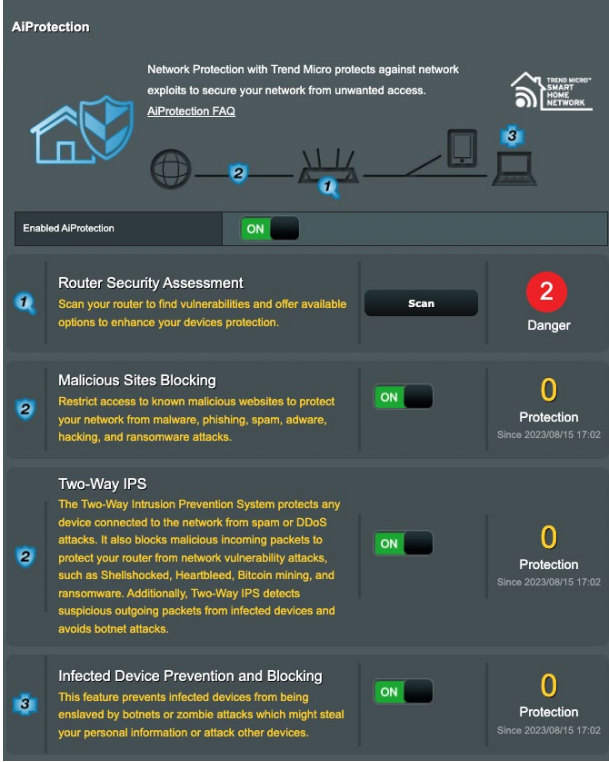 AiProtection
Network Protection with Trend Micro protects against network
exploits to secure your network from unwanted access.
AiProtection FAQ
TREND MICRO™
SMART
HOME
NETWORK
3
2
1
Enabled AiProtection
ON
1
Router Security Assessment
Scan your router to find vulnerabilities and offer available
options to enhance your devices protection.
Scan
2
Danger
2
Malicious Sites Blocking
Restrict access to known malicious websites to protect
your network from malware, phishing, spam, adware,
hacking, and ransomware attacks.
ON
0
Protection
Since 2023/08/15 17:02
2
Two-Way IPS
The Two-Way Intrusion Prevention System protects any
device connected to the network from spam or DDoS
attacks. It also blocks malicious incoming packets to
protect your router from network vulnerability attacks,
such as Shellshocked, Heartbleed, Bitcoin mining, and
ransomware. Additionally, Two-Way IPS detects
suspicious outgoing packets from infected devices and
avoids botnet attacks.
ON
0
Protection
Since 2023/08/15 17:02
3
Infected Device Prevention and Blocking
This feature prevents infected devices from being
enslaved by botnets or zombie attacks which might steal
your personal information or attack other devices.
ON
0
Protection
Since 2023/08/15 17:02